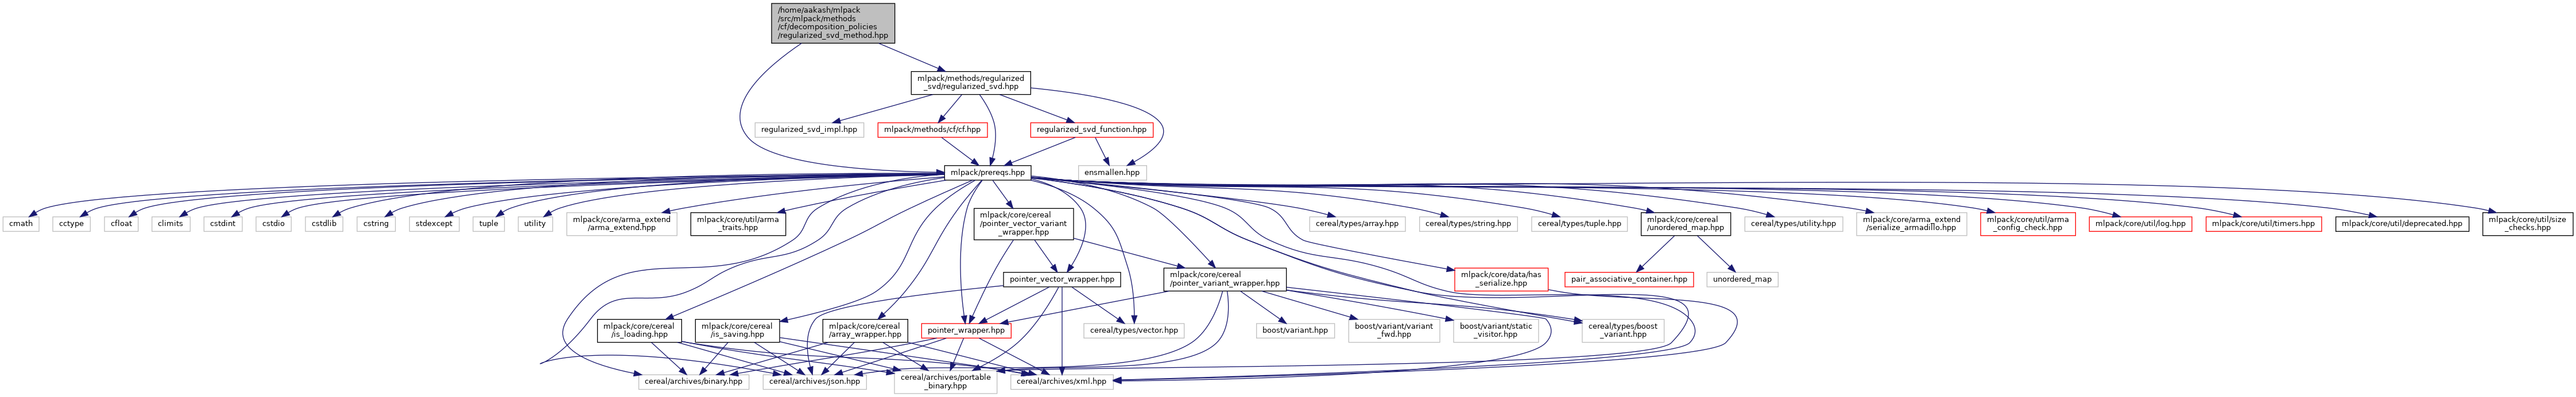 /home/aakash/mlpack
/src/mlpack/methods
/cf/decomposition_policies
/regularized_svd_method.hpp
mlpack/methods/regularized
_svd/regularized_svd.hpp
regularized_svd_impl.hpp
mlpack/methods/cf/cf.hpp
regularized_svd_function.hpp
mlpack/prereqs.hpp
ensmallen.hpp
cmath
cctype
cfloat
climits
cstdint
cstdio
cstdlib
cstring
stdexcept
tuple
utility
mlpack/core/arma_extend
/arma_extend.hpp
mlpack/core/util/arma
_traits.hpp
mlpack/core/cereal
/pointer_vector_variant
_wrapper.hpp
cereal/types/array.hpp
cereal/types/string.hpp
cereal/types/tuple.hpp
mlpack/core/cereal
/unordered_map.hpp
cereal/types/utility.hpp
mlpack/core/arma_extend
/serialize_armadillo.hpp
mlpack/core/util/arma
_config_check.hpp
mlpack/core/util/log.hpp
mlpack/core/util/timers.hpp
mlpack/core/util/deprecated.hpp
mlpack/core/util/size
_checks.hpp
pointer_vector_wrapper.hpp
mlpack/core/cereal
/pointer_variant_wrapper.hpp
mlpack/core/data/has
_serialize.hpp
pair_associative_container.hpp
unordered_map
mlpack/core/cereal
/is_loading.hpp
mlpack/core/cereal
/is_saving.hpp
mlpack/core/cereal
/array_wrapper.hpp
pointer_wrapper.hpp
cereal/types/vector.hpp
boost/variant.hpp
boost/variant/variant
_fwd.hpp
boost/variant/static
_visitor.hpp
cereal/types/boost
_variant.hpp
cereal/archives/binary.hpp
cereal/archives/json.hpp
cereal/archives/portable
_binary.hpp
cereal/archives/xml.hpp